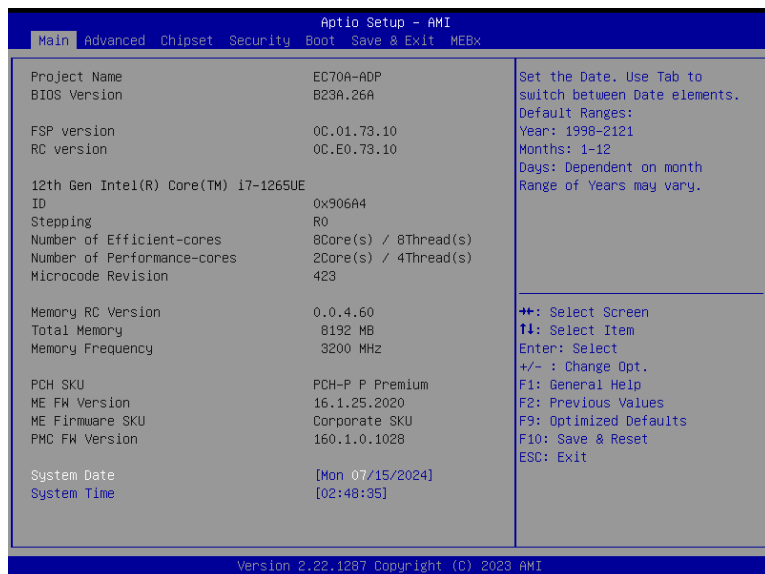 Aptio Setup – AMI
Main Advanced Chipset Security Boot Save & Exit MEBx
Project Name EC70A-ADP
BIOS Version B23A.26A
FSP version 0C.01.73.10
RC version 0C.E0.73.10
12th Gen Intel(R) Core(TM) i7-1265UE
ID 0x906A4
Stepping R0
Number of Efficient-cores 8Core(s) / 8Thread(s)
Number of Performance-cores 2Core(s) / 4Thread(s)
Microcode Revision 423
Memory RC Version 0.0.4.60
Total Memory 8192 MB
Memory Frequency 3200 MHz
PCH SKU PCH-P P Premium
ME FW Version 16.1.25.2020
ME Firmware SKU Corporate SKU
PMC FW Version 160.1.0.1028
System Date [Mon 07/15/2024]
System Time [02:48:35]
Set the Date. Use Tab to
switch between Date elements.
Default Ranges:
Year: 1998-2121
Months: 1-12
Days: Dependent on month
Range of Years may vary.
→←: Select Screen
↑↓: Select Item
Enter: Select
+/- : Change Opt.
F1: General Help
F2: Previous Values
F9: Optimized Defaults
F10: Save & Reset
ESC: Exit
Version 2.22.1287 Copyright (C) 2023 AMI